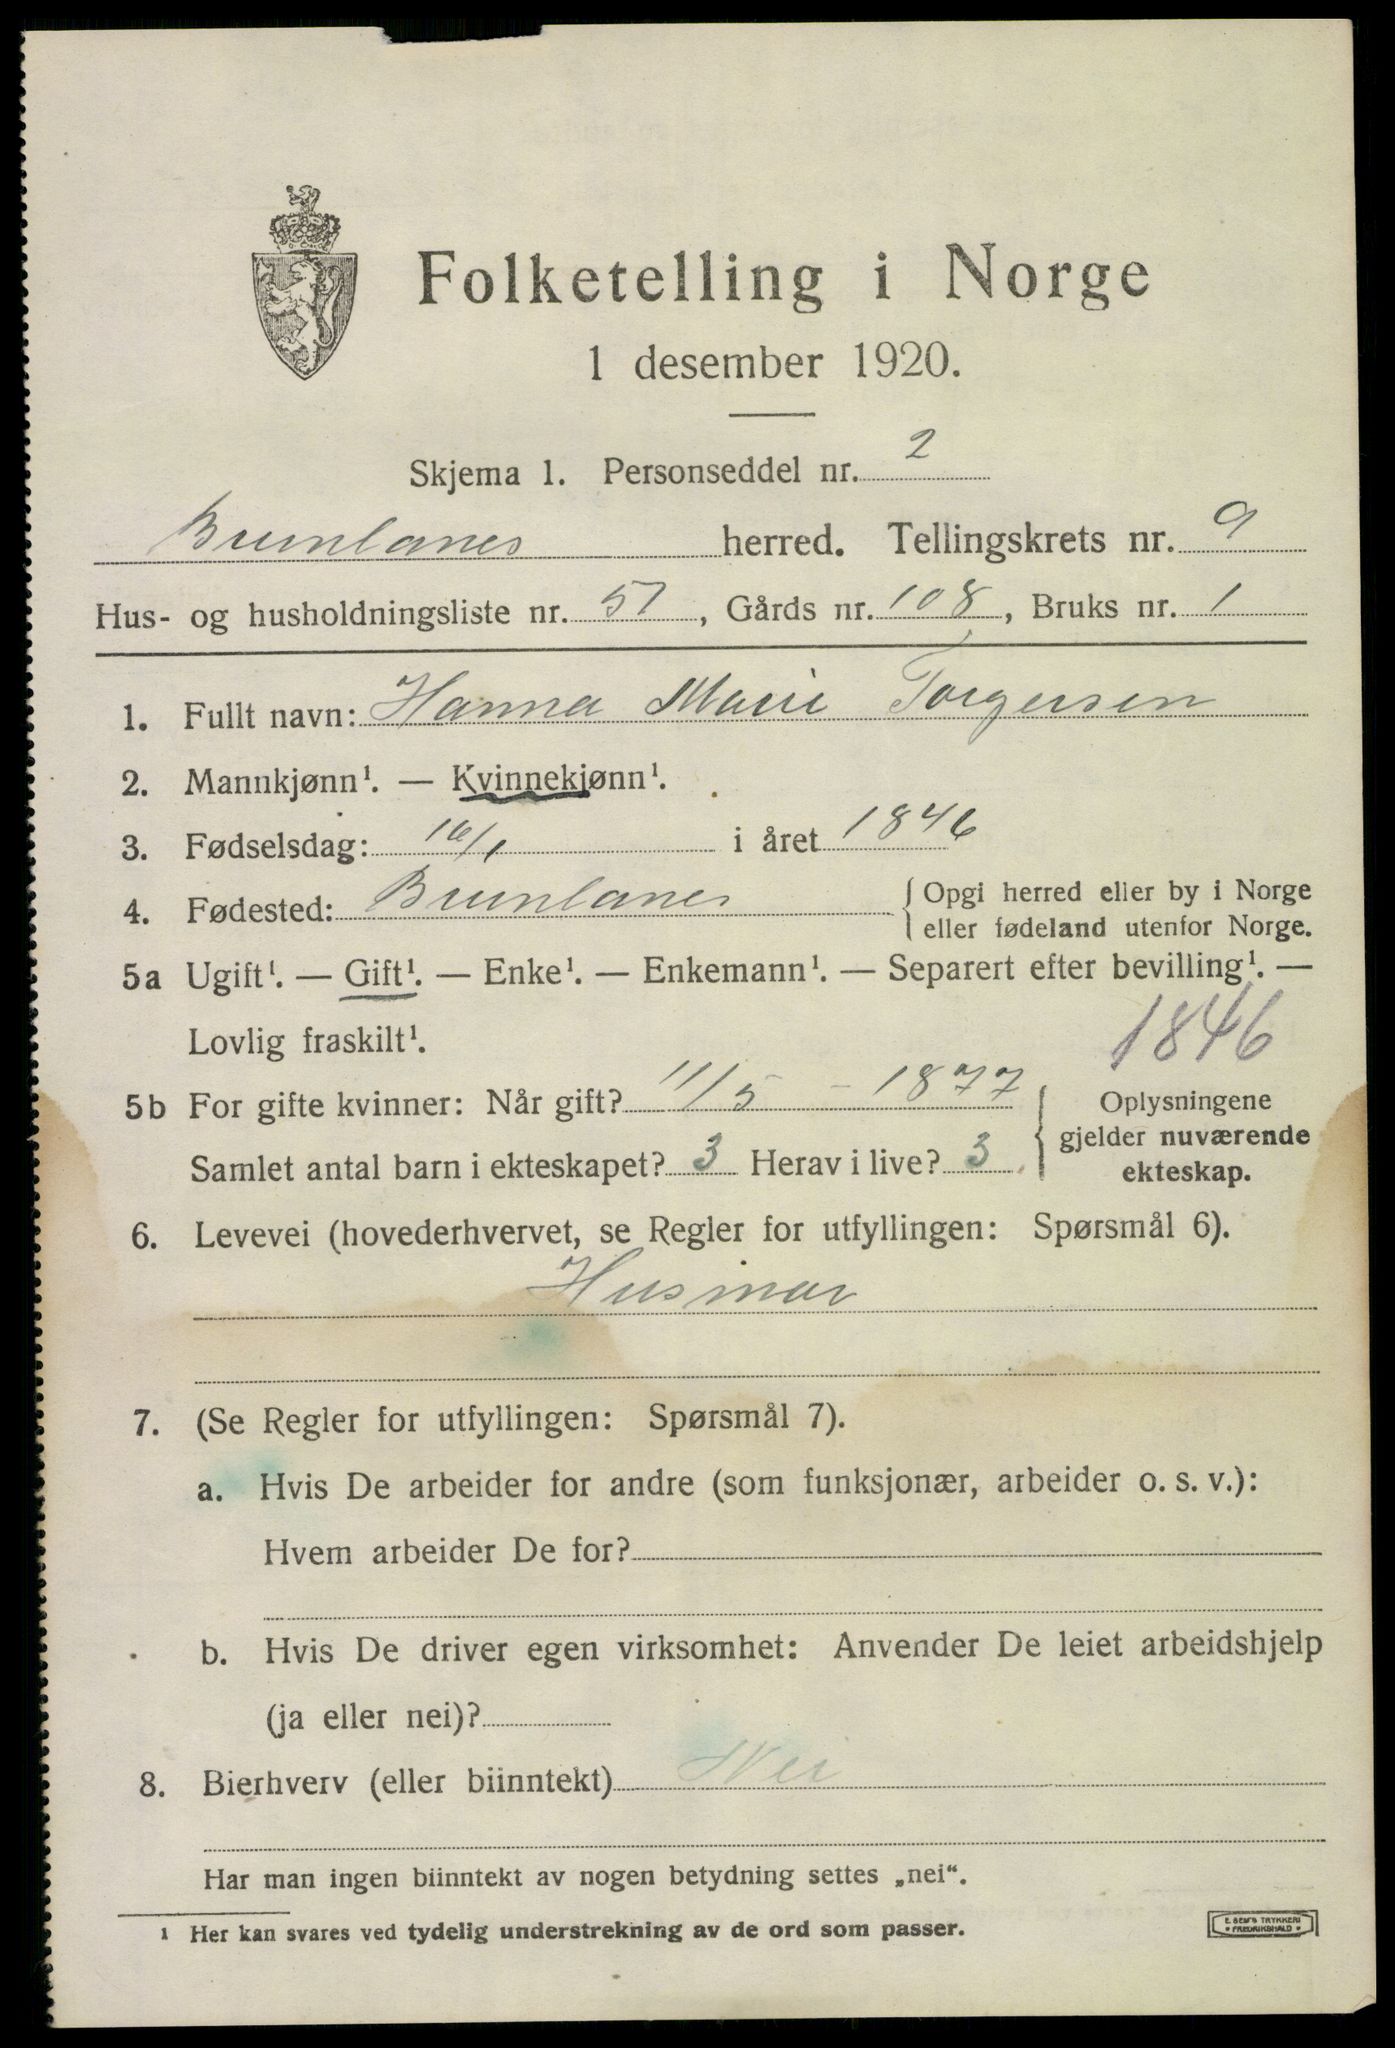 Folketelling i Norge
1 desember 1920.
Skjema 1. Personseddel nr. 2
Brunlanes herred. Tellingskrets nr. 9
Hus- og husholdningsliste nr. 57, Gårds nr. 108, Bruks nr. 1
1. Fullt navn: Hanna Marie Torgersen
2. Mannkjønn¹. — Kvinnekjønn¹.
3. Fødselsdag: 16/1 i året 1846
4. Fødested: Brunlanes { Opgi herred eller by i Norge
eller fødeland utenfor Norge.
5a Ugift¹. — Gift¹. — Enke¹. — Enkemann¹. — Separert efter bevilling¹. —
Lovlig fraskilt¹. 1846
5b For gifte kvinner: Når gift? 11/5 - 1877 { Oplysningene
gjelder nuværende
Samlet antal barn i ekteskapet? 3 Herav i live? 3 ekteskap.
6. Levevei (hovederhvervet, se Regler for utfyllingen: Spørsmål 6).
Husmor
7. (Se Regler for utfyllingen: Spørsmål 7).
a. Hvis De arbeider for andre (som funksjonær, arbeider o. s. v.):
Hvem arbeider De for?
b. Hvis De driver egen virksomhet: Anvender De leiet arbeidshjelp
(ja eller nei)?
8. Bierhverv (eller biinntekt) Nei
Har man ingen biinntekt av nogen betydning settes „nei“.
¹ Her kan svares ved tydelig understrekning av de ord som passer.
E. SEM'S TRYKKERI
FREDRIKSHALD